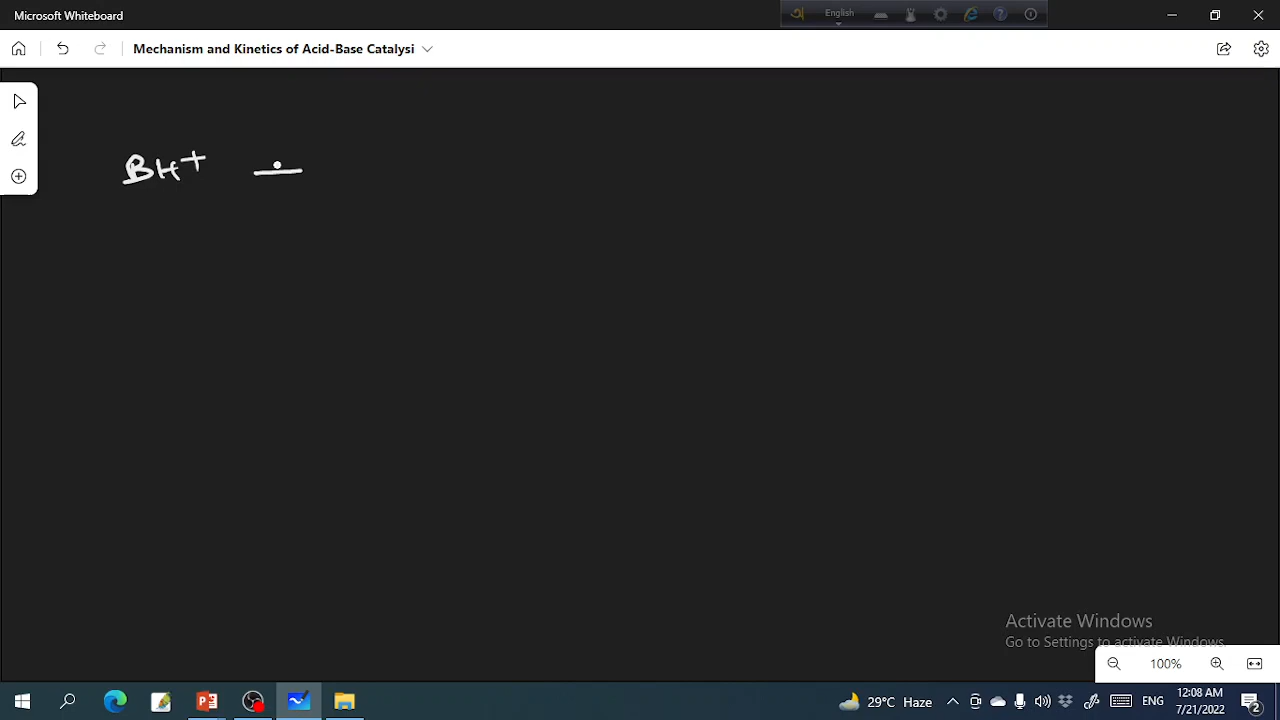 Microsoft Whiteboard
English
Mechanism and Kinetics of Acid-Base Catalysi
BH+
Activate Windows
Go to Settings to activate Windows.
100%
29°C Haze
ENG
12:08 AM
7/21/2022
2